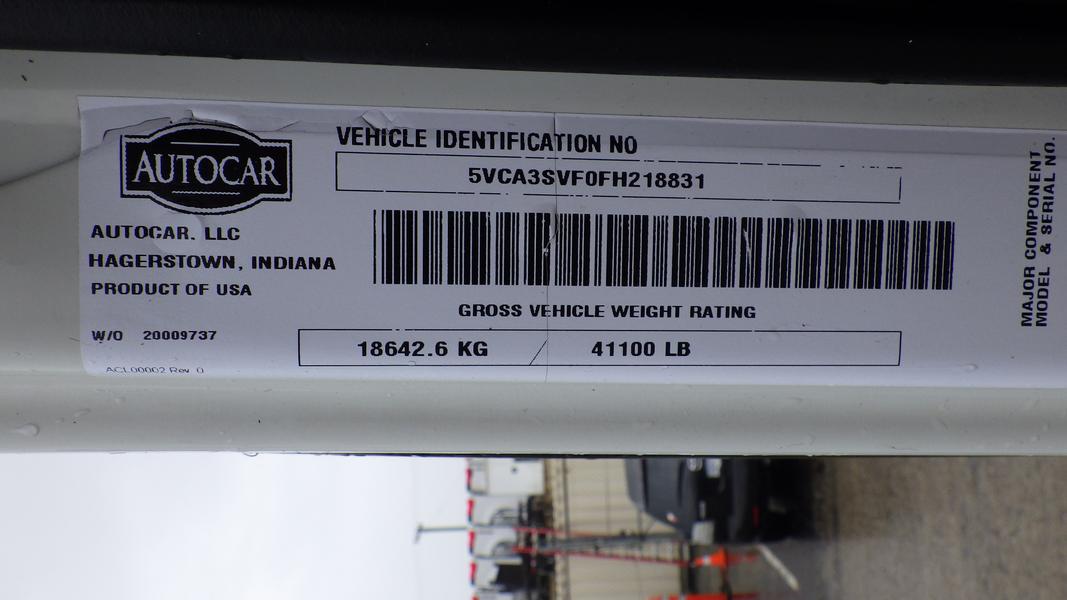 AUTOCAR
VEHICLE IDENTIFICATION NO
5VCA3SVF0FH218831
AUTOCAR. LLC
HAGERSTOWN, INDIANA
PRODUCT OF USA
GROSS VEHICLE WEIGHT RATING
W/O 20009737
18642.6 KG / 41100 LB
ACL00002 Rev 0
MAJOR COMPONENT
MODEL & SERIAL NO.